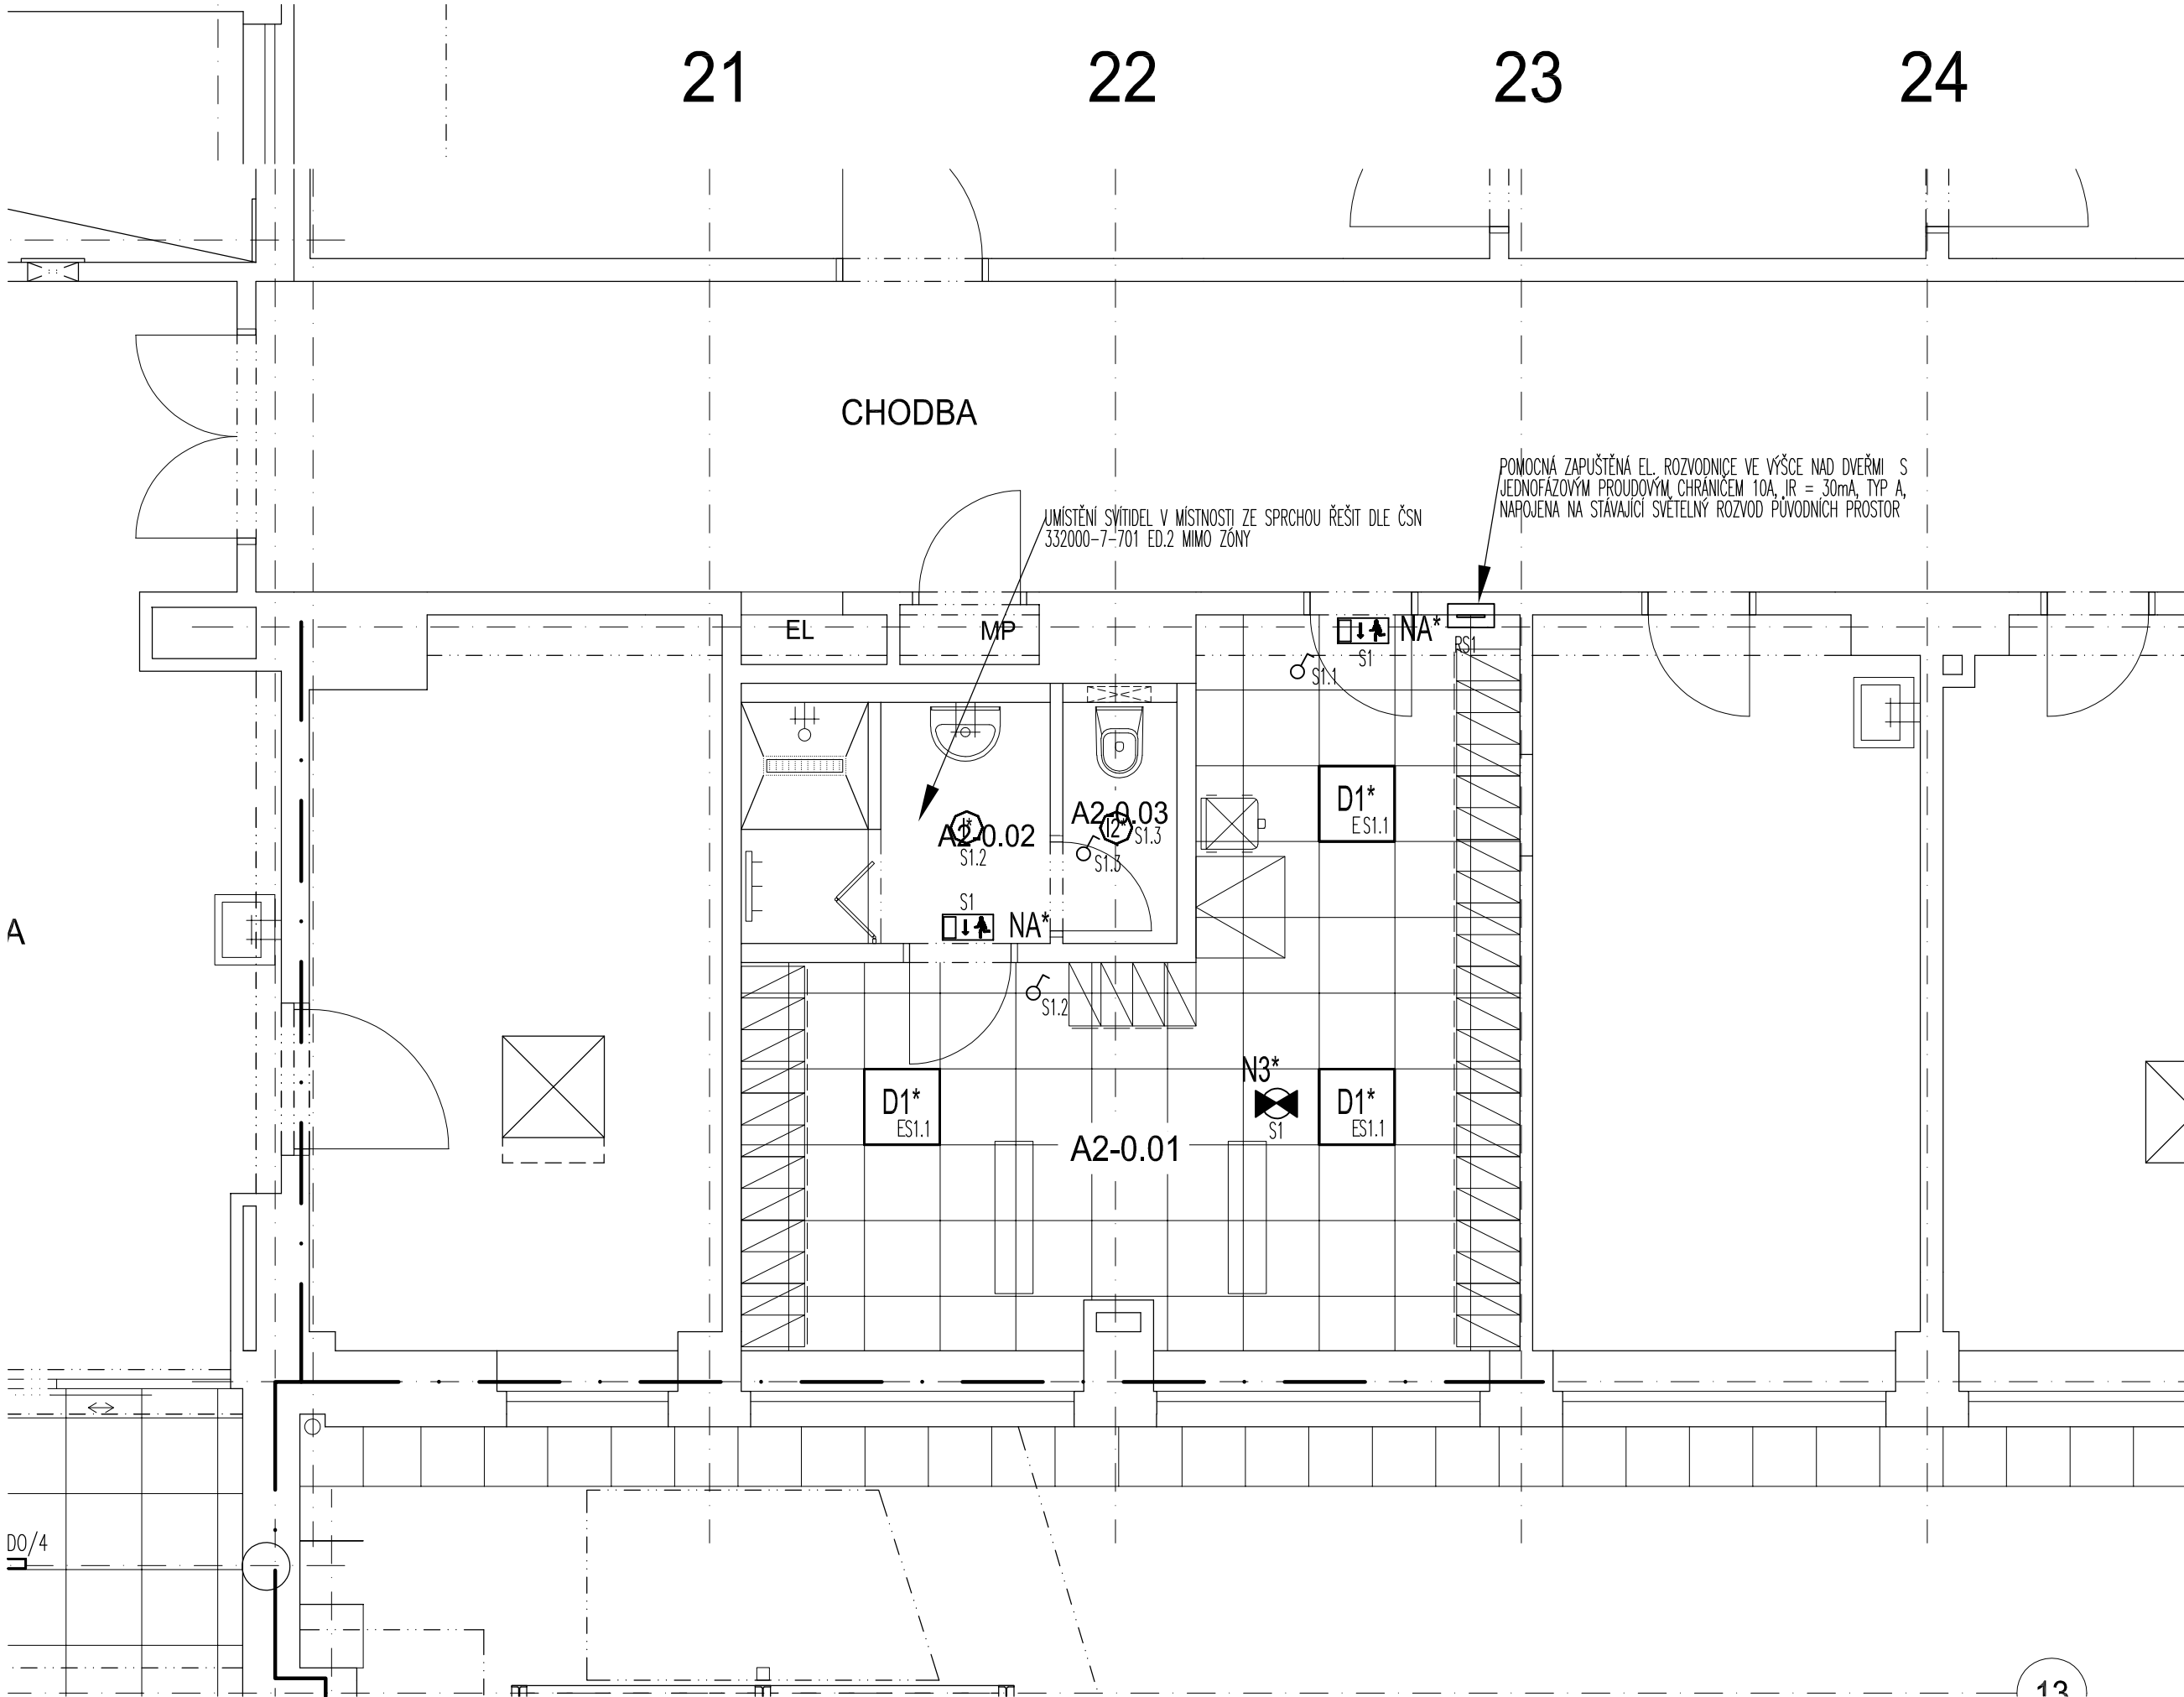 21
22
23
24
CHODBA
POMOCNÁ ZAPUŠTĚNÁ EL. ROZVODNICE VE VÝŠCE NAD DVEŘMI S
JEDNOFÁZOVÝM PROUDOVÝM CHRÁNIČEM 10A, IR = 30mA, TYP A,
NAPOJENA NA STÁVAJÍCÍ SVĚTELNÝ ROZVOD PŮVODNÍCH PROSTOR
UMÍSTĚNÍ SVÍTIDEL V MÍSTNOSTI ZE SPRCHOU ŘEŠIT DLE ČSN
332000-7-701 ED.2 MIMO ZÓNY
EL
MP
NA*
S1
RS1
S1.1
D1*
ES1.1
A2-0.03
I2*
S1.3
S1.3
A2-0.02
S1.2
S1
NA*
A
S1.2
N3*
S1
D1*
ES1.1
D1*
ES1.1
A2-0.01
DO/4
13